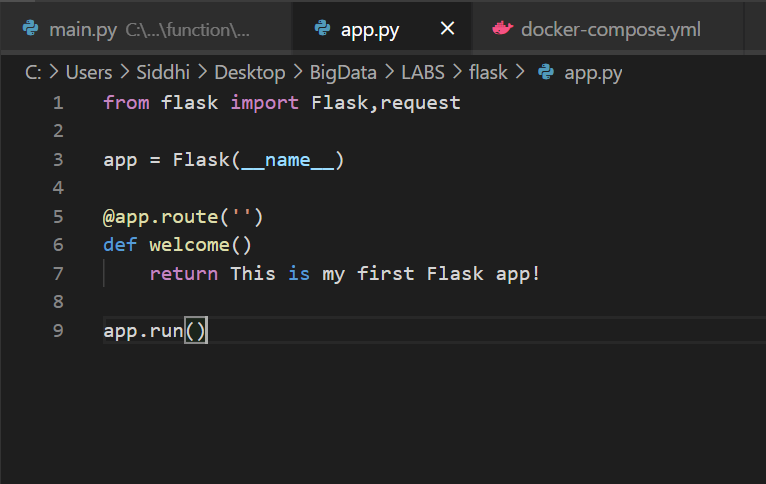 main.py C:\...\function\... app.py × docker-compose.yml
C: > Users > Siddhi > Desktop > BigData > LABS > flask > app.py
1 from flask import Flask,request
2
3 app = Flask(__name__)
4
5 @app.route('')
6 def welcome()
7     return This is my first Flask app!
8
9 app.run()